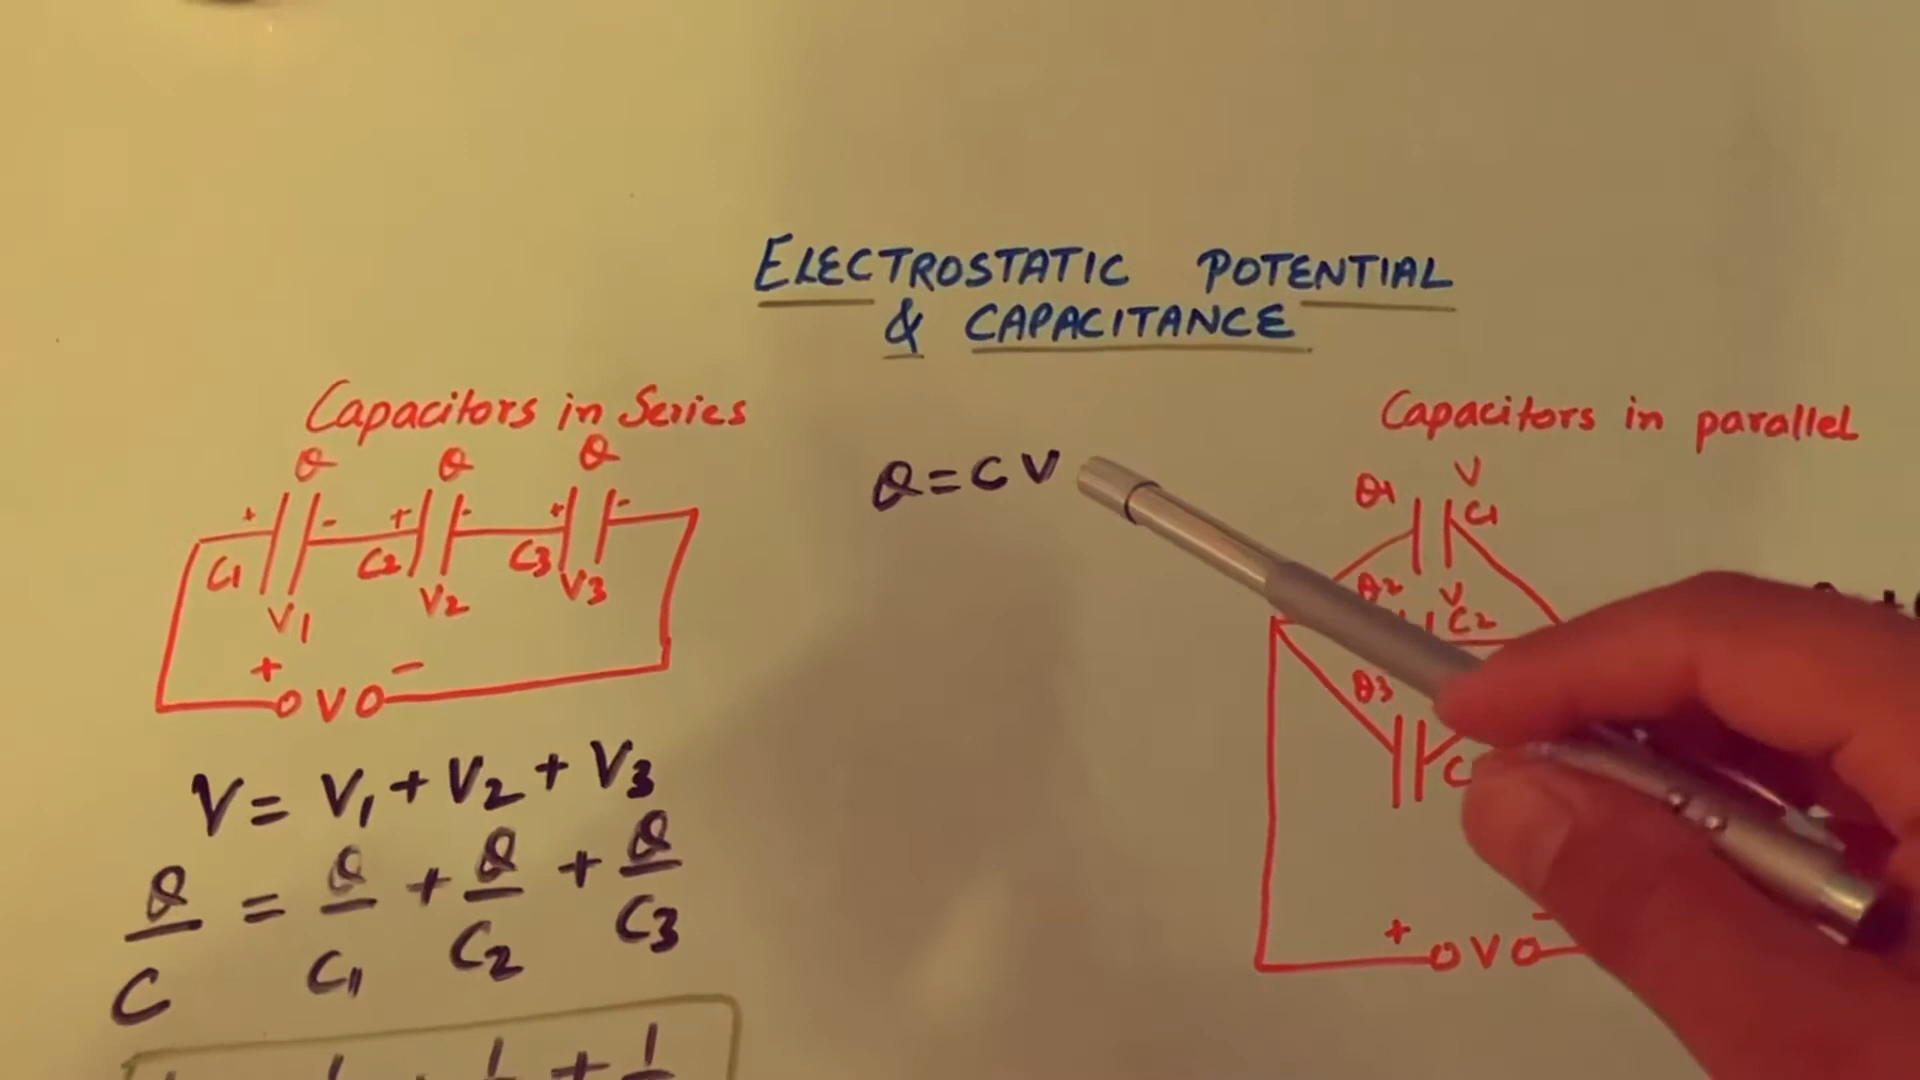 ELECTROSTATIC POTENTIAL
& CAPACITANCE
Capacitors in Series
Q Q Q
+ - + - + -
C1 C2 C3
V1 V2 V3
+ -
V
V = V1 + V2 + V3
Q/C = Q/C1 + Q/C2 + Q/C3
Q = C V
Capacitors in parallel
Q1 V
C1
Q2 V
C2
Q3
C
+ -
V